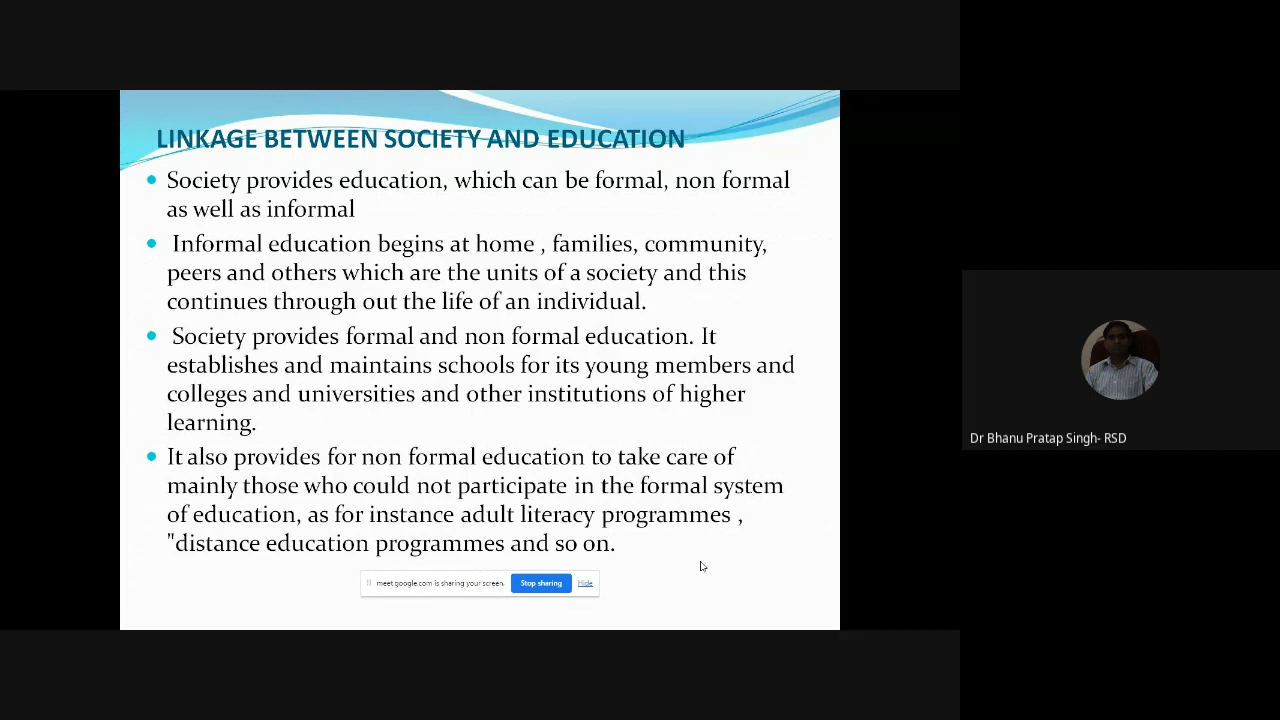 LINKAGE BETWEEN SOCIETY AND EDUCATION
• Society provides education, which can be formal, non formal
as well as informal
• Informal education begins at home , families, community,
peers and others which are the units of a society and this
continues through out the life of an individual.
• Society provides formal and non formal education. It
establishes and maintains schools for its young members and
colleges and universities and other institutions of higher
learning.
• It also provides for non formal education to take care of
mainly those who could not participate in the formal system
of education, as for instance adult literacy programmes ,
"distance education programmes and so on.
meet.google.com is sharing your screen. Stop sharing Hide
Dr Bhanu Pratap Singh- RSD